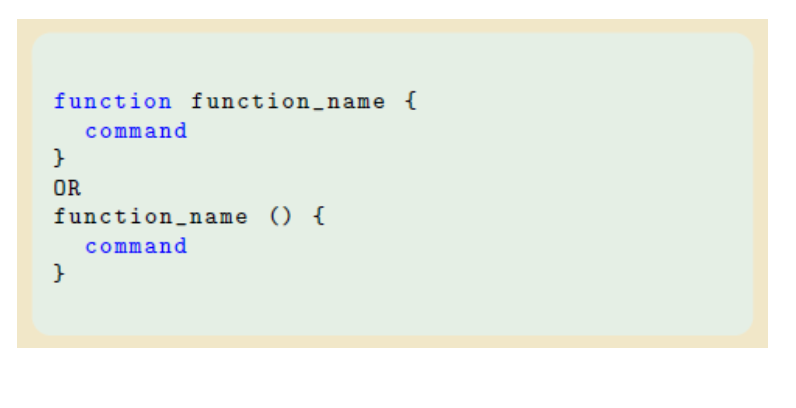 function function_name {
  command
}
OR
function_name () {
  command
}